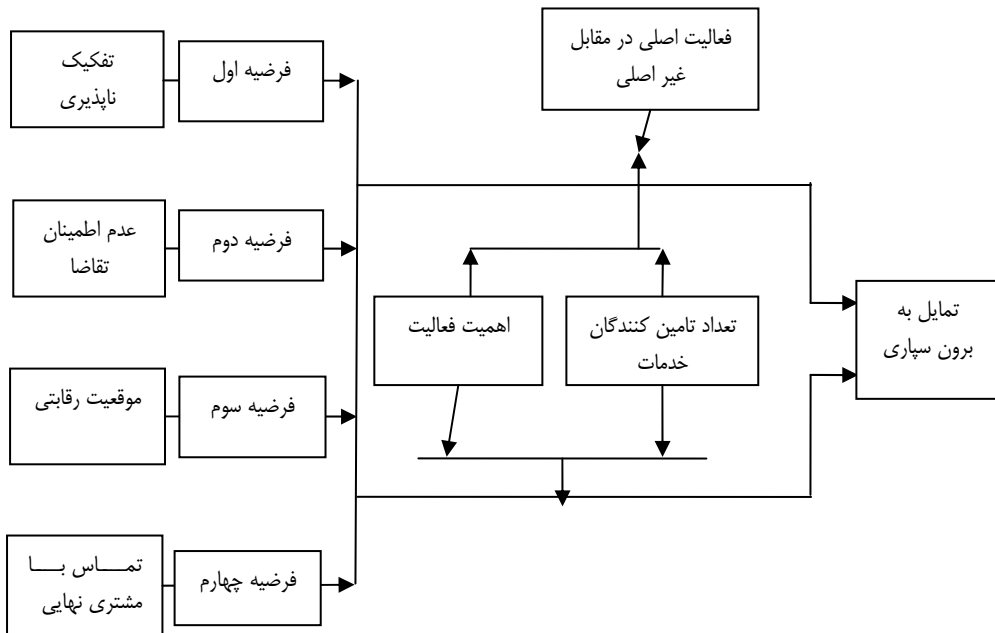 فعالیت اصلی در مقابل
غیر اصلی
تفکیک
ناپذیری
فرضیه اول
عدم اطمینان
تقاضا
فرضیه دوم
اهمیت فعالیت
تعداد تامین کنندگان
خدمات
تمایل به
برون سپاری
موقعیت رقابتی
فرضیه سوم
تمـــاس بــــا
مشتری نهایی
فرضیه چهارم